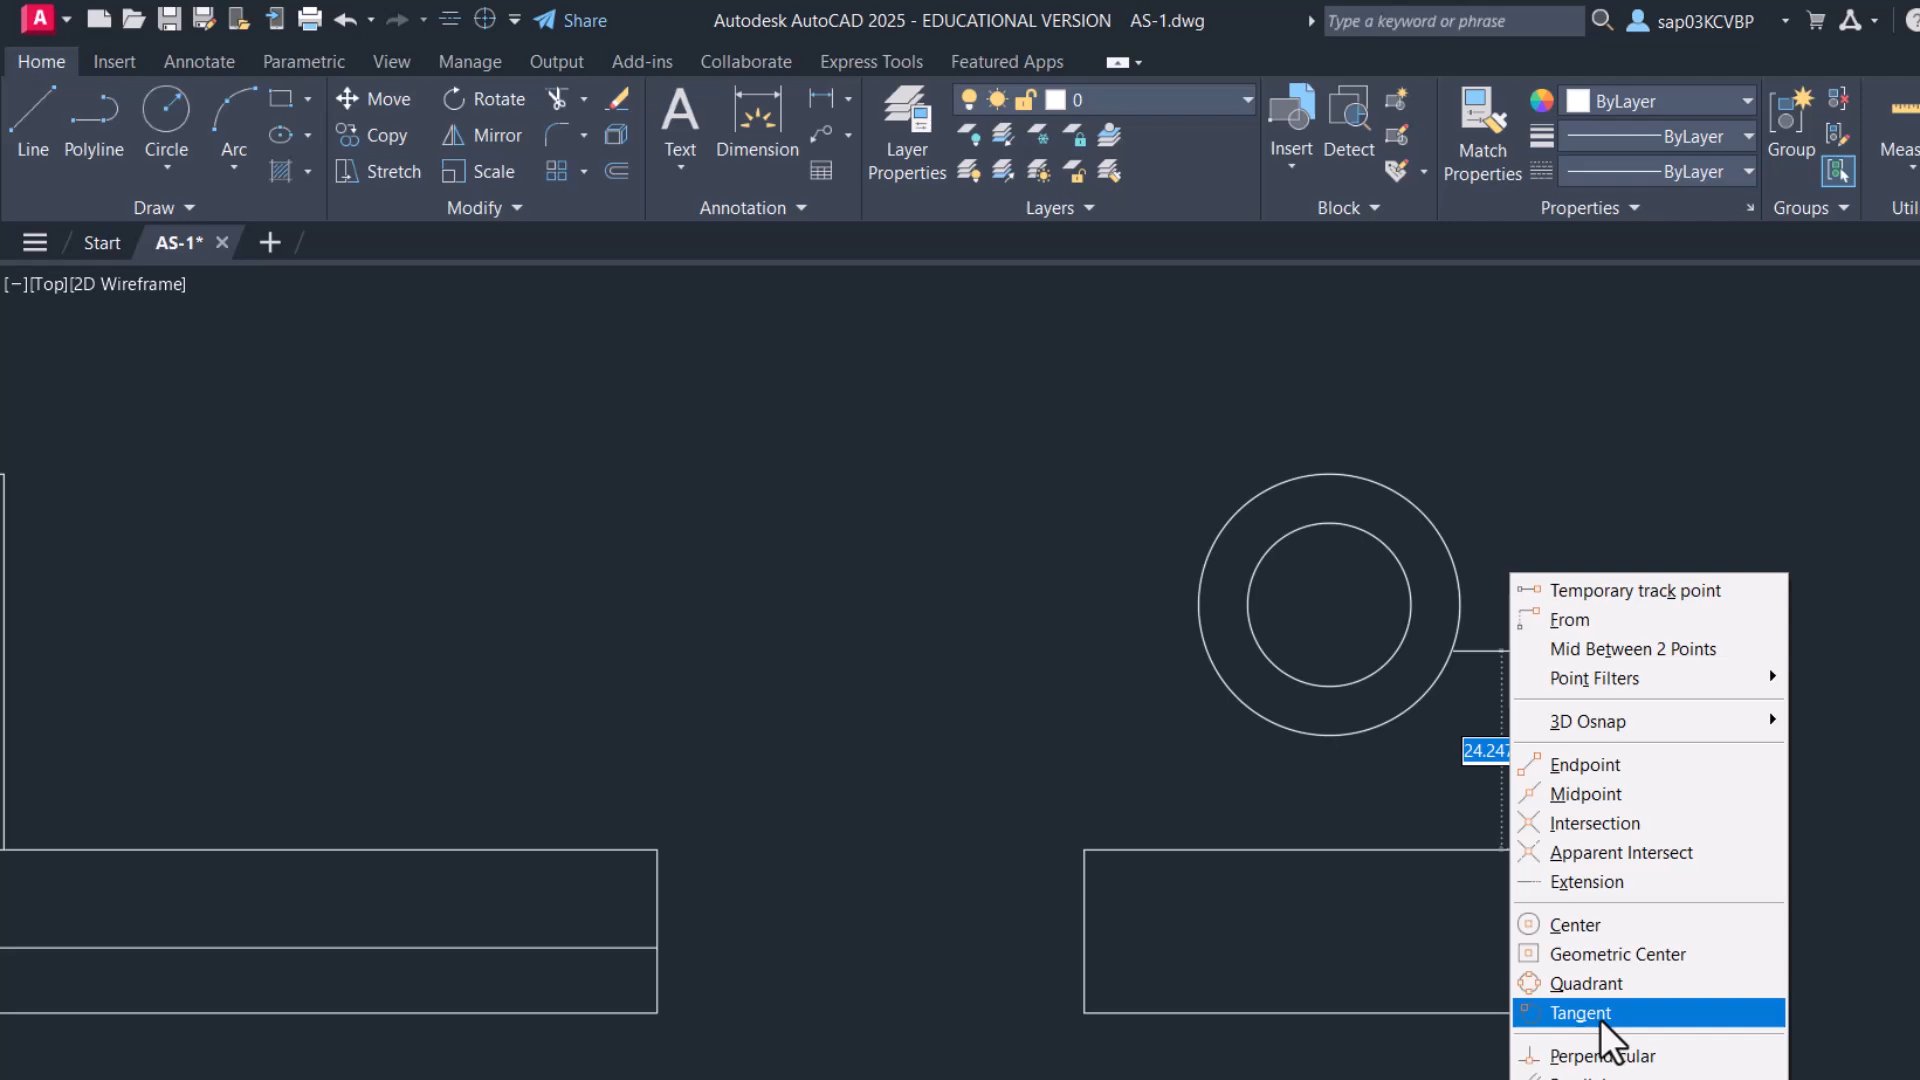 A
Share
Autodesk AutoCAD 2025 - EDUCATIONAL VERSION AS-1.dwg
Type a keyword or phrase
sap03KCVBP
Home Insert Annotate Parametric View Manage Output Add-ins Collaborate Express Tools Featured Apps
Line Polyline Circle Arc
Draw
Move Rotate
Copy Mirror
Stretch Scale
Modify
Text Dimension
Annotation
Layer Properties
0
Layers
Insert Detect
Block
Match Properties
ByLayer
ByLayer
ByLayer
Properties
Group
Groups
Meas
Util
Start AS-1*
[−][Top][2D Wireframe]
24.247
Temporary track point
From
Mid Between 2 Points
Point Filters
3D Osnap
Endpoint
Midpoint
Intersection
Apparent Intersect
Extension
Center
Geometric Center
Quadrant
Tangent
Perpendicular